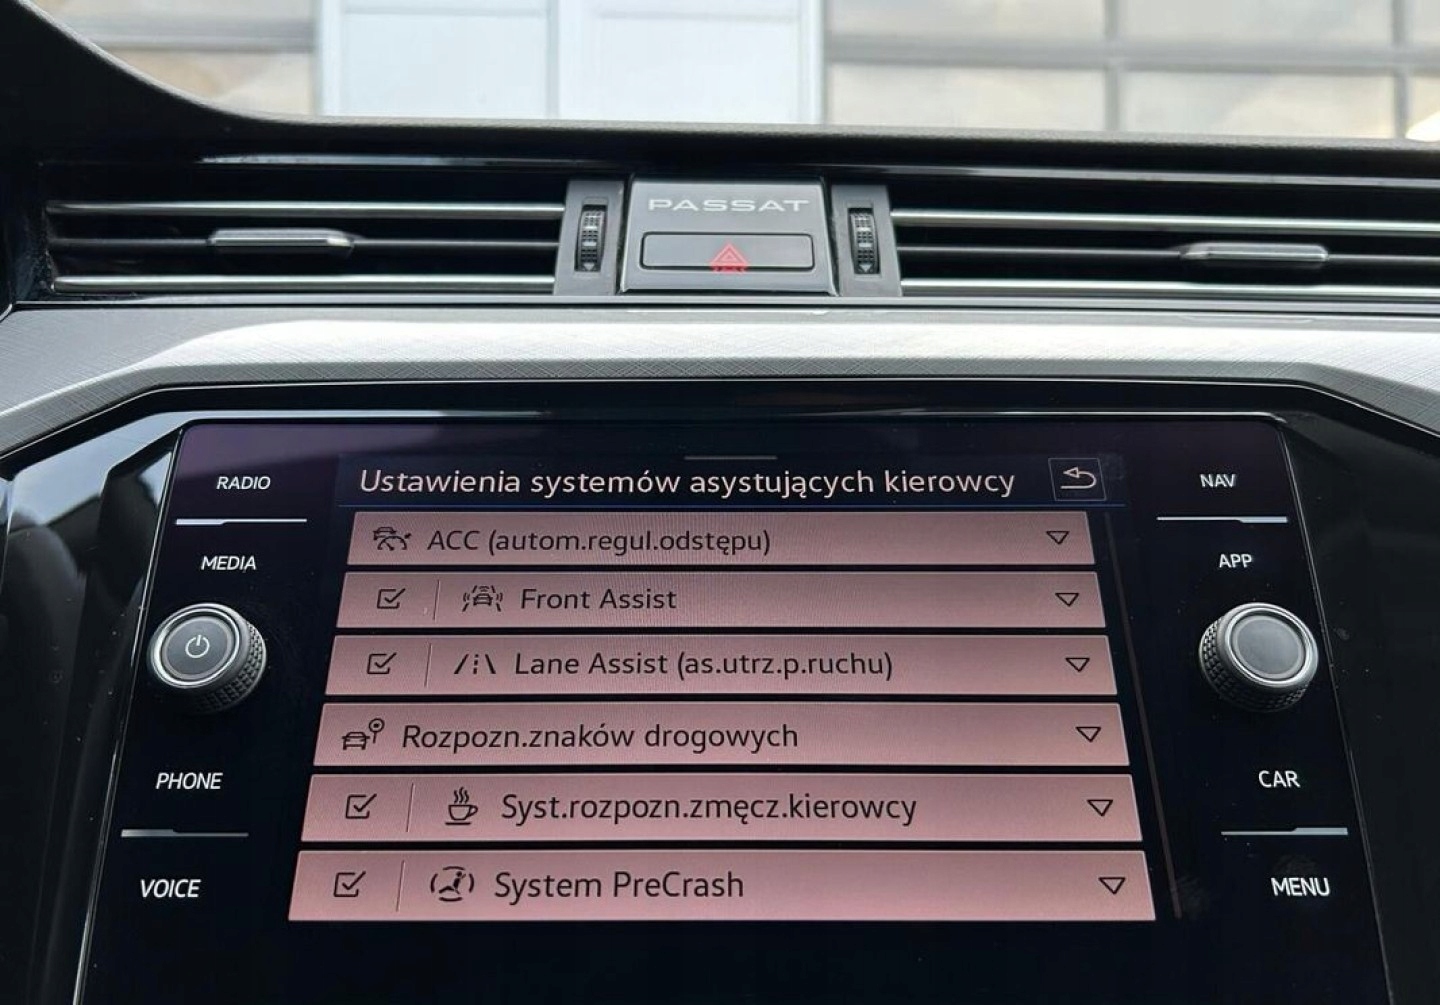 PASSAT
RADIO
MEDIA
PHONE
VOICE
Ustawienia systemów asystujących kierowcy
ACC (autom.regul.odstępu)
Front Assist
Lane Assist (as.utrz.p.ruchu)
Rozpozn.znaków drogowych
Syst.rozpozn.zmęcz.kierowcy
System PreCrash
NAV
APP
CAR
MENU